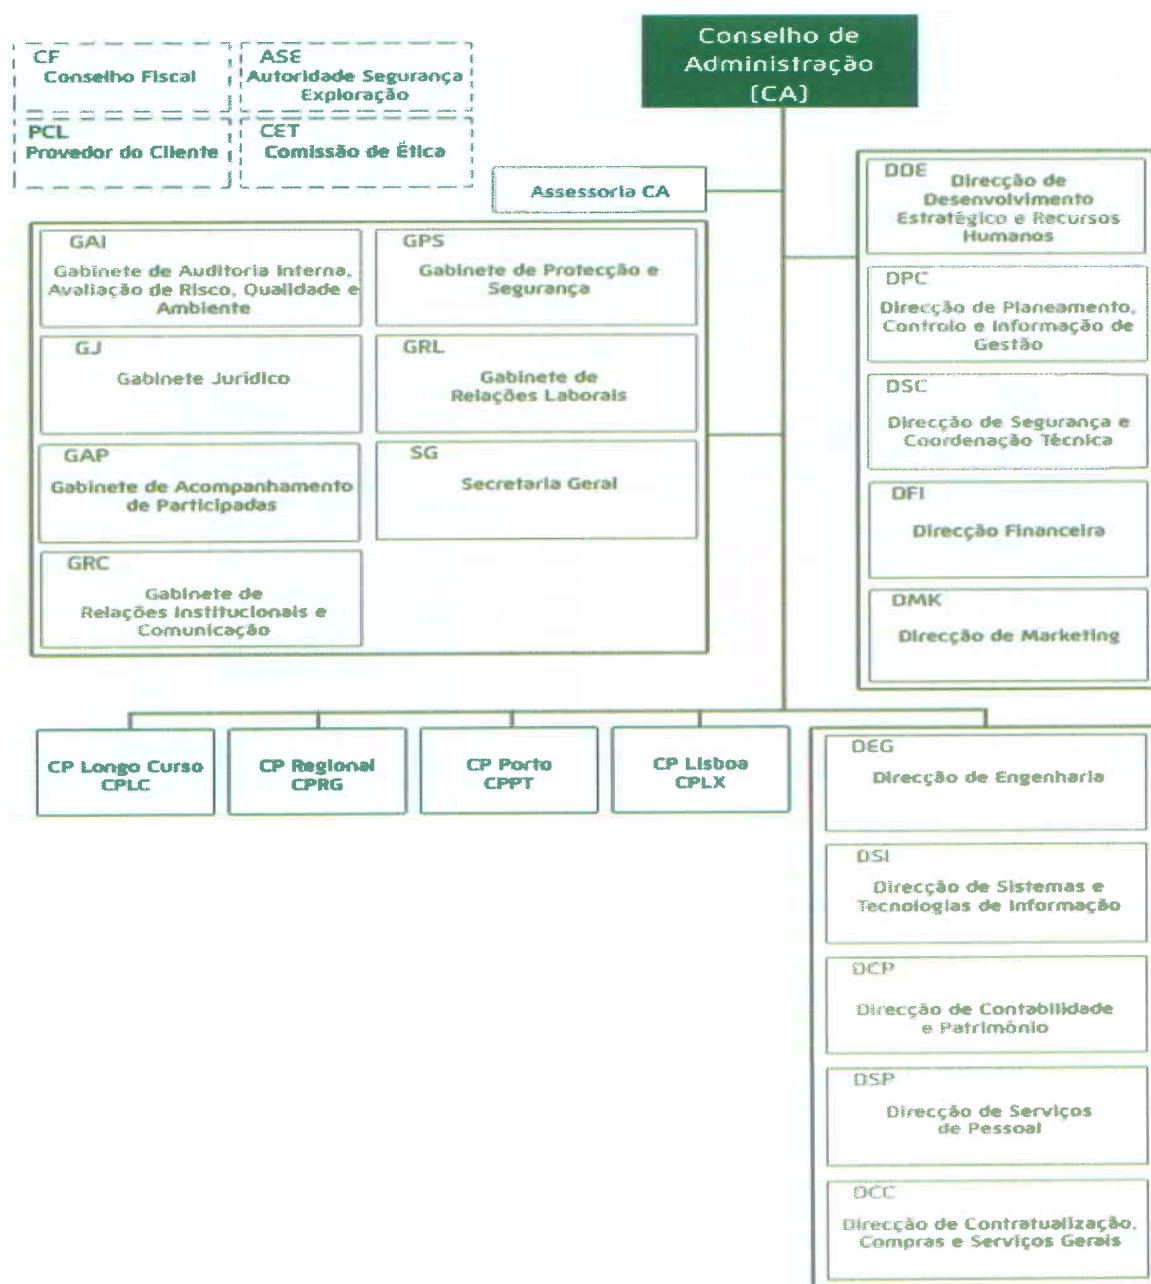 Conselho de
Administração
[CA]
CF
Conselho Fiscal
ASE
Autoridade Segurança
Exploração
PCL
Provedor do Cliente
CET
Comissão de Ética
Assessoria CA
GAI
Gabinete de Auditoria Interna,
Avaliação de Risco, Qualidade e
Ambiente
GPS
Gabinete de Protecção e
Segurança
GJ
Gabinete Jurídico
GRL
Gabinete de
Relações Laborais
GAP
Gabinete de Acompanhamento
de Participadas
SG
Secretaria Geral
GRC
Gabinete de
Relações Institucionais e
Comunicação
DDE
Direcção de
Desenvolvimento
Estratégico e Recursos
Humanos
DPC
Direcção de Planeamento,
Controlo e Informação de
Gestão
DSC
Direcção de Segurança e
Coordenação Técnica
DFI
Direcção Financeira
DMK
Direcção de Marketing
CP Longo Curso
CPLC
CP Regional
CPRG
CP Porto
CPPT
CP Lisboa
CPLX
DEG
Direcção de Engenharia
DSI
Direcção de Sistemas e
Tecnologias de Informação
DCP
Direcção de Contabilidade
e Património
DSP
Direcção de Serviços
de Pessoal
DCC
Direcção de Contratualização,
Compras e Serviços Gerais